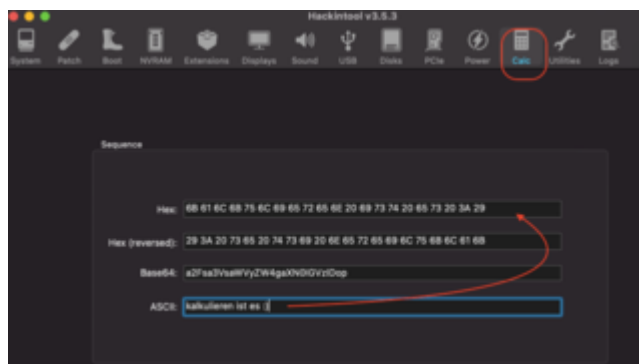 Hackintool v3.5.3
System Patch Boot NVRAM Extensions Displays Sound USB Disks PCIe Power Calc Utilities Logs
Sequence
Hex: 6B 61 6C 6B 75 6C 69 65 72 65 6E 20 69 73 74 20 65 73 20 3A 29
Hex (reversed): 29 3A 20 73 65 20 74 73 69 20 6E 65 72 65 69 6C 75 6B 6C 61 6B
Base64: a2Fsa3VsaWVyZW4gaXN0IGVzIDop
ASCII: kalkulieren ist es :)